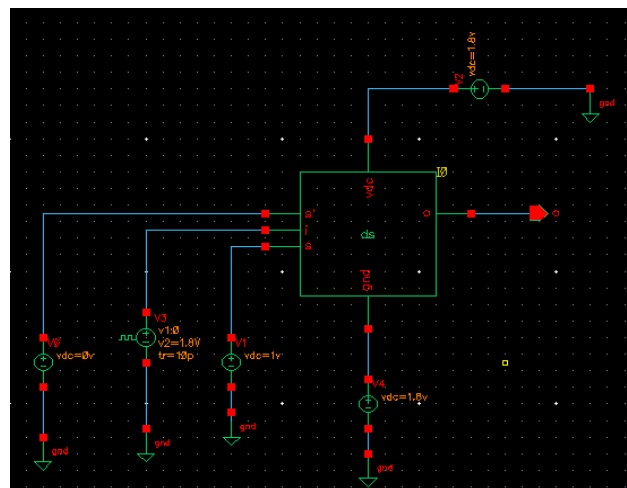 vdc=1.8v
V2
gnd
I0
vdc
O
O
ds
gnd
V3
v1:0
v2=1.8V
tr=10p
V0
vdc=0v
V1
vdc=1v
V4
vdc=1.8v
gnd
gnd
gnd
gnd